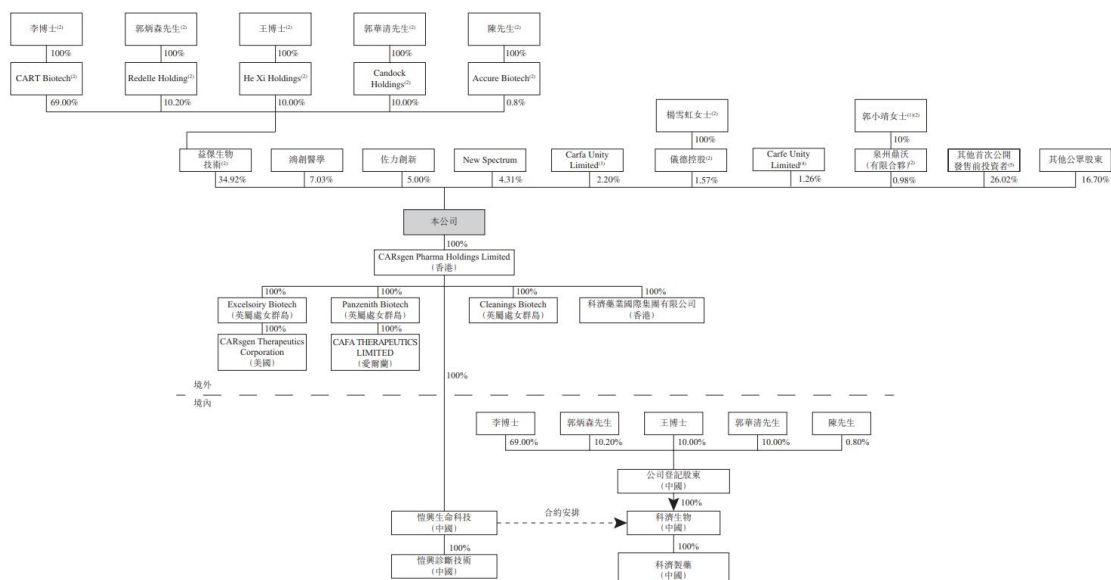 李博士(2)
郭炳森先生(2)
王博士(2)
郭華清先生(2)
陳先生(2)
100%
100%
100%
100%
100%
CART Biotech(2)
Redelle Holding(2)
He Xi Holdings(2)
Candock
Holdings(2)
Accure Biotech(2)
69.00%
10.20%
10.00%
10.00%
0.8%
楊雪虹女士(2)
郭小靖女士(1)(2)
100%
10%
益傑生物
技術(2)
鴻創醫學
佐力創新
New Spectrum
Carfa Unity
Limited(3)
儀德控股(2)
Carfe Unity
Limited(4)
泉州鼎沃
(有限合夥)(2)
其他首次公開
發售前投資者(5)
其他公眾股東
34.92%
7.03%
5.00%
4.31%
2.20%
1.57%
1.26%
0.98%
26.02%
16.70%
本公司
100%
CARsgen Pharma Holdings Limited
(香港)
100%
100%
100%
100%
Excelsoiry Biotech
(英屬處女群島)
Panzenith Biotech
(英屬處女群島)
Cleanings Biotech
(英屬處女群島)
科濟藥業國際集團有限公司
(香港)
100%
100%
CARsgen Therapeutics
Corporation
(美國)
CAFA THERAPEUTICS
LIMITED
(愛爾蘭)
100%
境外
境內
李博士
郭炳森先生
王博士
郭華清先生
陳先生
69.00%
10.20%
10.00%
10.00%
0.80%
公司登記股東
(中國)
100%
愷興生命科技
(中國)
合約安排
科濟生物
(中國)
100%
100%
愷興診斷技術
(中國)
科濟製藥
(中國)